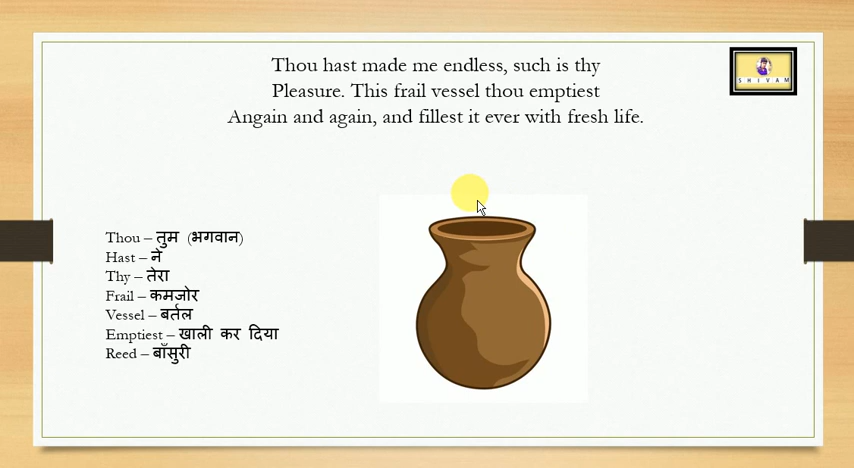 Thou hast made me endless, such is thy
Pleasure. This frail vessel thou emptiest
Angain and again, and fillest it ever with fresh life.
SHIVAM
Thou – तुम (भगवान)
Hast – ने
Thy – तेरा
Frail – कमजोर
Vessel – बर्तल
Emptiest – खाली कर दिया
Reed – बाँसुरी